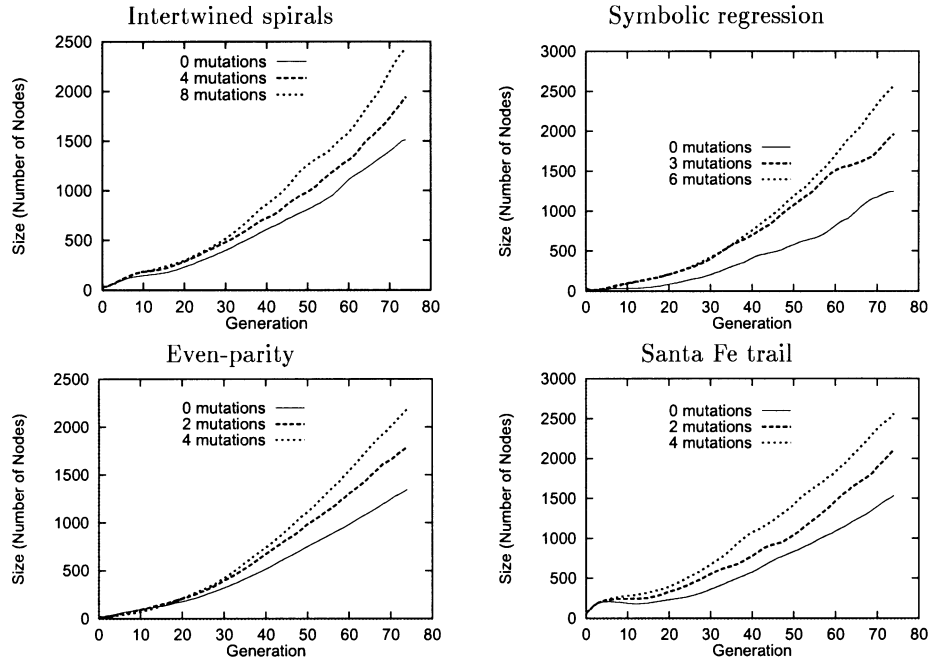 Intertwined spirals
2500
2000
1500
1000
500
0
Size (Number of Nodes)
0 mutations
4 mutations
8 mutations
0 10 20 30 40 50 60 70 80
Generation
Symbolic regression
3000
2500
2000
1500
1000
500
0
Size (Number of Nodes)
0 mutations
3 mutations
6 mutations
0 10 20 30 40 50 60 70 80
Generation
Even-parity
2500
2000
1500
1000
500
0
Size (Number of Nodes)
0 mutations
2 mutations
4 mutations
0 10 20 30 40 50 60 70 80
Generation
Santa Fe trail
3000
2500
2000
1500
1000
500
0
Size (Number of Nodes)
0 mutations
2 mutations
4 mutations
0 10 20 30 40 50 60 70 80
Generation